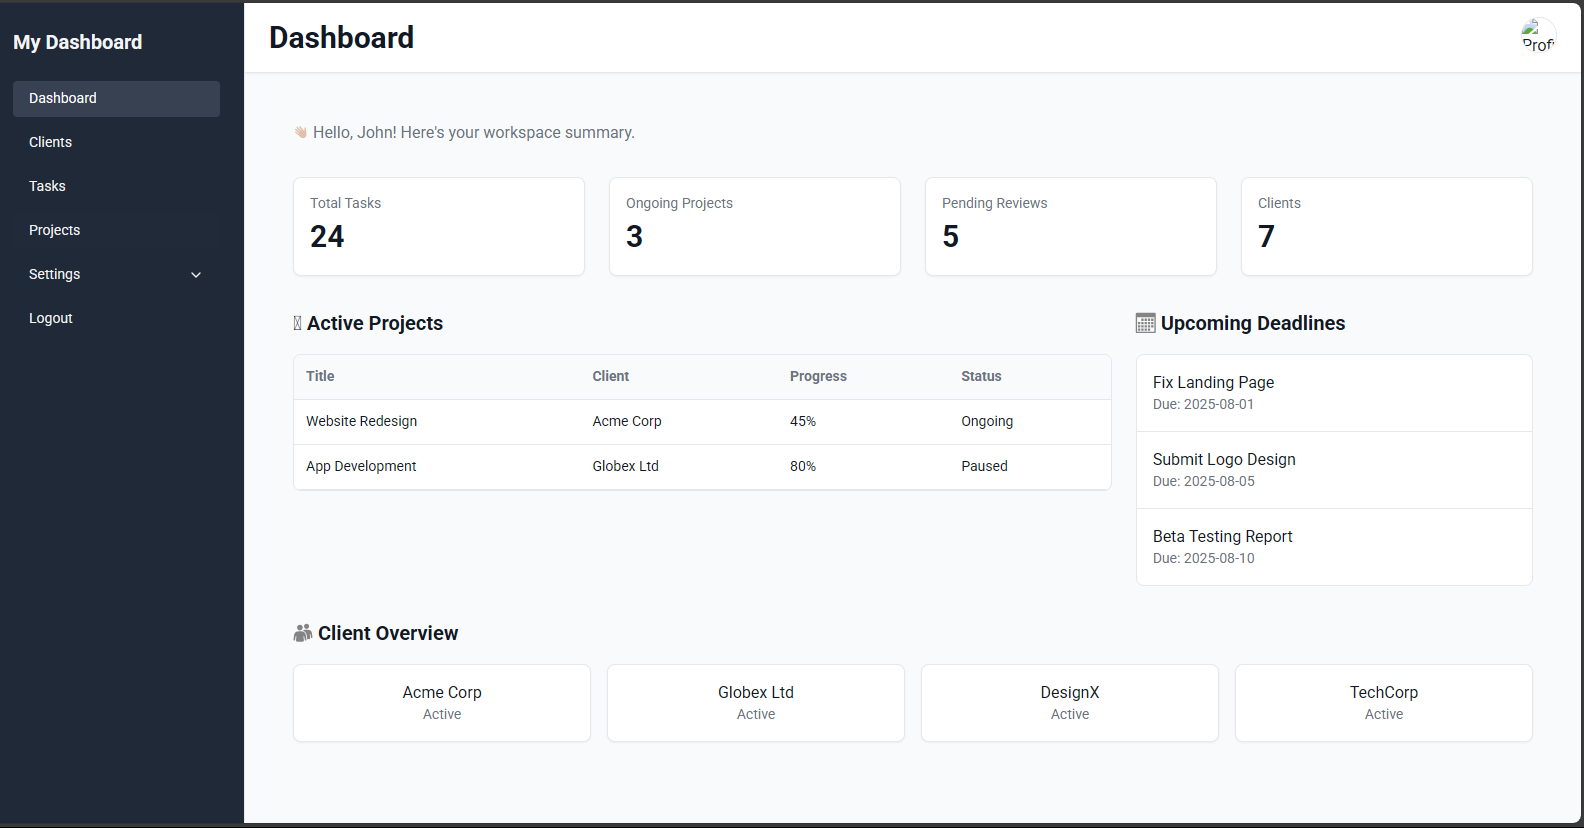 My Dashboard
Dashboard
Clients
Tasks
Projects
Settings
Logout
Dashboard
Profi
👋🏼 Hello, John! Here's your workspace summary.
Total Tasks
24
Ongoing Projects
3
Pending Reviews
5
Clients
7
Active Projects
Title Client Progress Status
Website Redesign Acme Corp 45% Ongoing
App Development Globex Ltd 80% Paused
Upcoming Deadlines
Fix Landing Page
Due: 2025-08-01
Submit Logo Design
Due: 2025-08-05
Beta Testing Report
Due: 2025-08-10
Client Overview
Acme Corp
Active
Globex Ltd
Active
DesignX
Active
TechCorp
Active